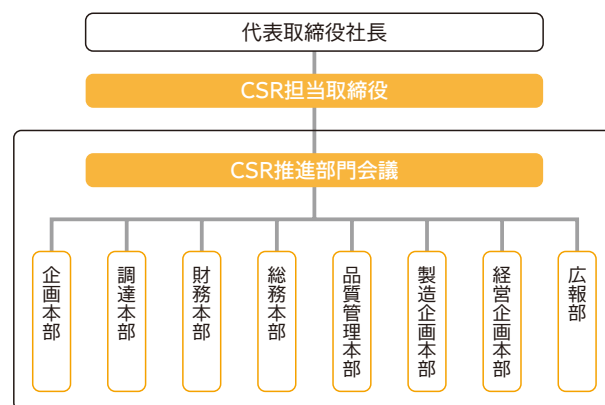 代表取締役社長
CSR担当取締役
CSR推進部門会議
企画本部
調達本部
財務本部
総務本部
品質管理本部
製造企画本部
経営企画本部
広報部